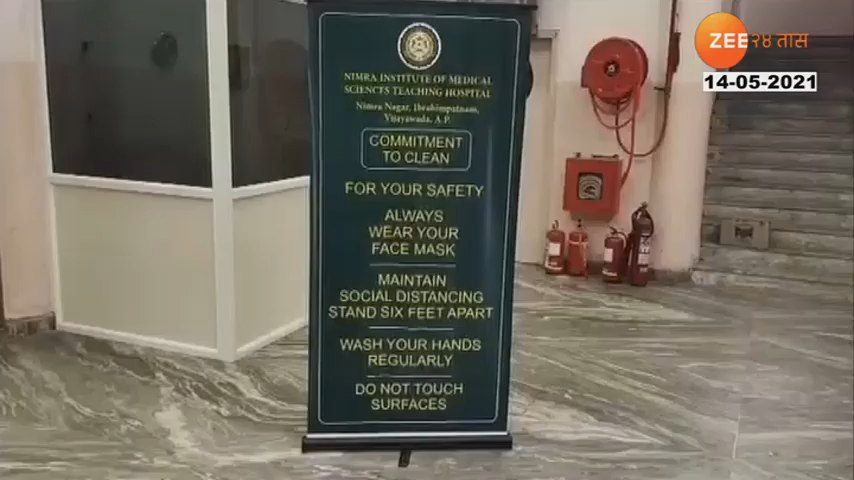 NIMRA INSTITUTE OF MEDICAL
SCIENCES TEACHING HOSPITAL
Nimra Nagar, Ibrahimpatnam,
Vijayawada, A.P.
COMMITMENT
TO CLEAN
FOR YOUR SAFETY
ALWAYS
WEAR YOUR
FACE MASK
MAINTAIN
SOCIAL DISTANCING
STAND SIX FEET APART
WASH YOUR HANDS
REGULARLY
DO NOT TOUCH
SURFACES
ZEE २४ तास
14-05-2021